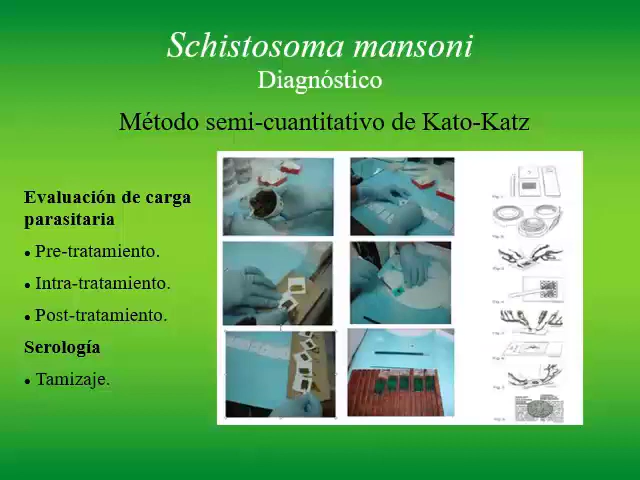 Schistosoma mansoni
Diagnóstico
Método semi-cuantitativo de Kato-Katz
Evaluación de carga
parasitaria
• Pre-tratamiento.
• Intra-tratamiento.
• Post-tratamiento.
Serología
• Tamizaje.